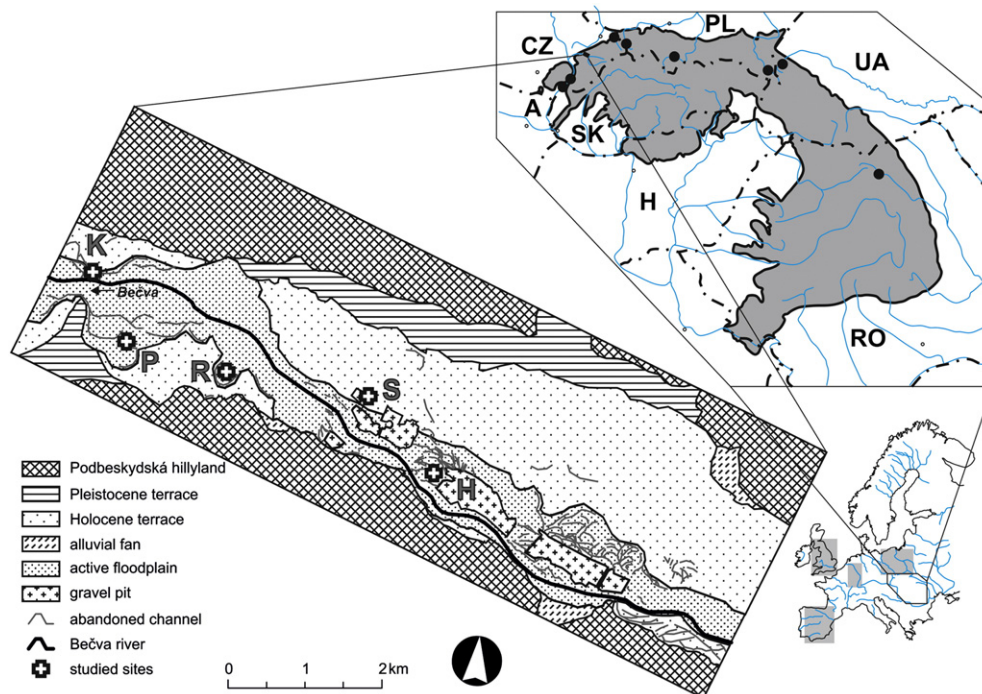 PL
CZ
UA
A
SK
H
RO
K
Bečva
P
R
S
H
Podbeskydská hillyland
Pleistocene terrace
Holocene terrace
alluvial fan
active floodplain
gravel pit
abandoned channel
Bečva river
studied sites
0 1 2 km